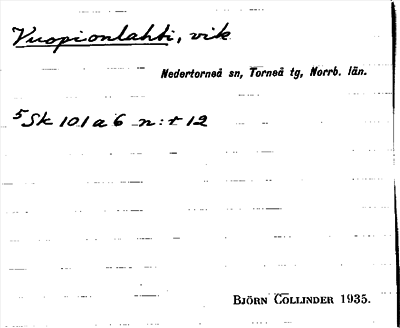 Vuopionlahti, vik
Nedertorneå sn, Torneå tg, Norrb. län.
5Sk 101 a 6 n:r 12
BJÖRN COLLINDER 1935.